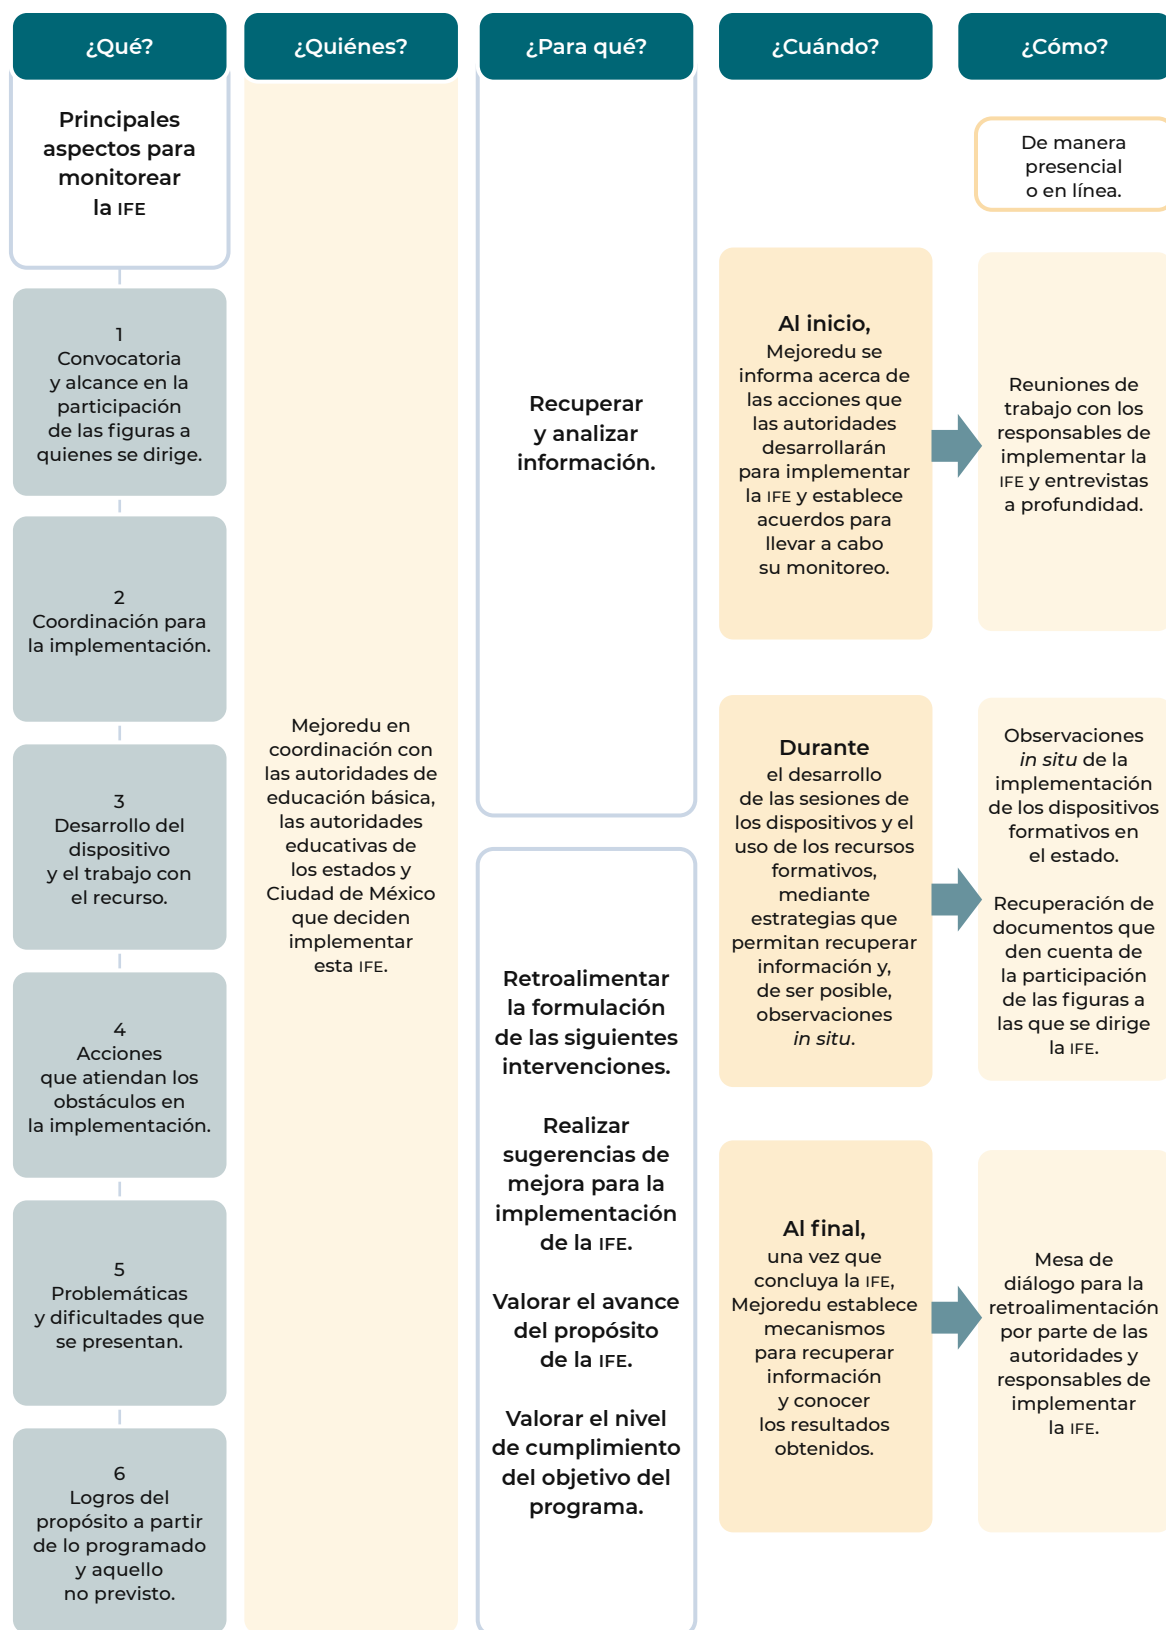 ¿Qué?
Principales
aspectos para
monitorear
la IFE
1
Convocatoria
y alcance en la
participación
de las figuras a
quienes se dirige.
2
Coordinación para
la implementación.
3
Desarrollo del
dispositivo
y el trabajo con
el recurso.
4
Acciones
que atiendan los
obstáculos en
la implementación.
5
Problemáticas
y dificultades que
se presentan.
6
Logros del
propósito a partir
de lo programado
y aquello
no previsto.
¿Quiénes?
Mejoredu en
coordinación con
las autoridades de
educación básica,
las autoridades
educativas de
los estados y
Ciudad de México
que deciden
implementar
esta IFE.
¿Para qué?
Recuperar
y analizar
información.
Retroalimentar
la formulación
de las siguientes
intervenciones.
Realizar
sugerencias de
mejora para la
implementación
de la IFE.
Valorar el avance
del propósito
de la IFE.
Valorar el nivel
de cumplimiento
del objetivo del
programa.
¿Cuándo?
Al inicio,
Mejoredu se
informa acerca de
las acciones que
las autoridades
desarrollarán
para implementar
la IFE y establece
acuerdos para
llevar a cabo
su monitoreo.
Durante
el desarrollo
de las sesiones de
los dispositivos y el
uso de los recursos
formativos,
mediante
estrategias que
permitan recuperar
información y,
de ser posible,
observaciones
in situ.
Al final,
una vez que
concluya la IFE,
Mejoredu establece
mecanismos
para recuperar
información
y conocer
los resultados
obtenidos.
¿Cómo?
De manera
presencial
o en línea.
Reuniones de
trabajo con los
responsables de
implementar la
IFE y entrevistas
a profundidad.
Observaciones
in situ de la
implementación
de los dispositivos
formativos en
el estado.
Recuperación de
documentos que
den cuenta de
la participación
de las figuras a
las que se dirige
la IFE.
Mesa de
diálogo para la
retroalimentación
por parte de las
autoridades y
responsables de
implementar
la IFE.